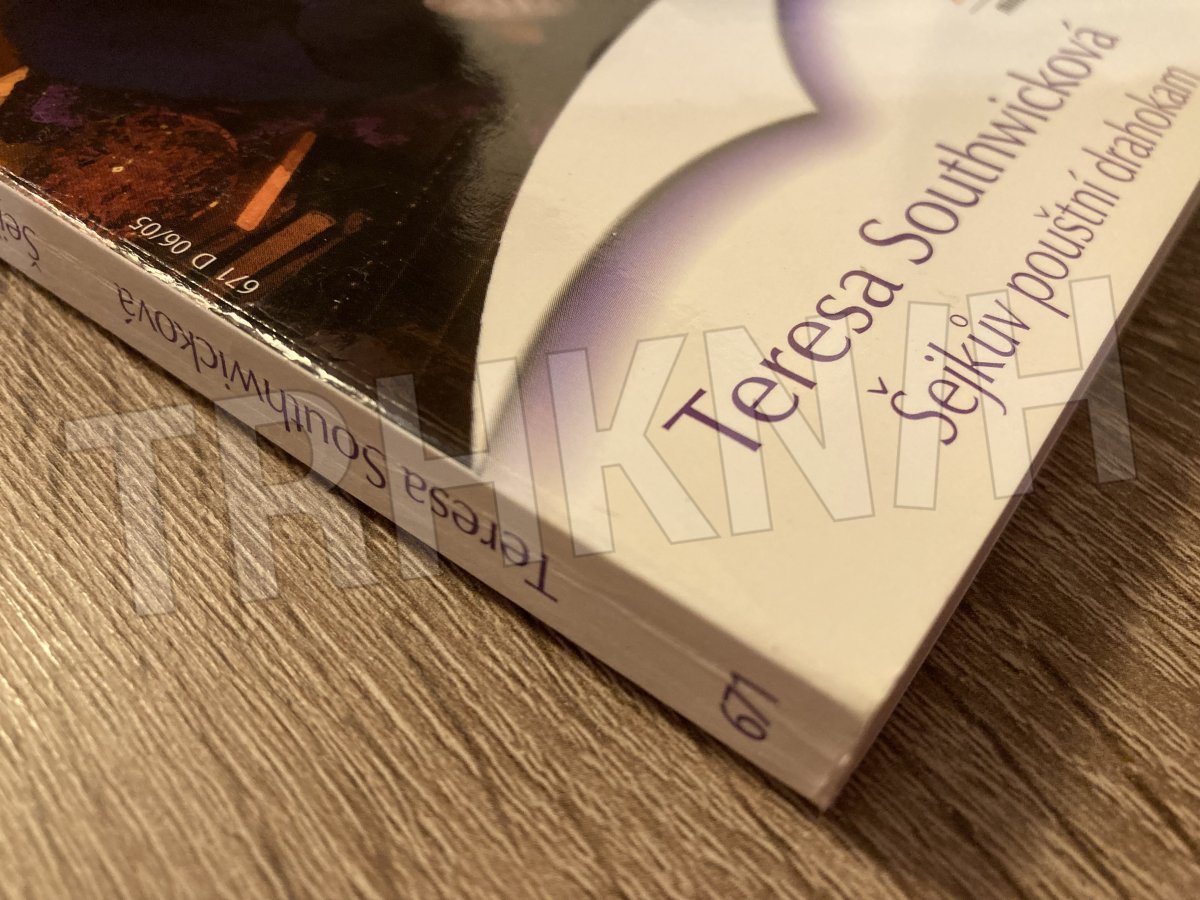 Teresa Southwicková
Šejkův pouštní drahokam
671 D 06/05
671
Teresa Southwicková
TRHKNIH